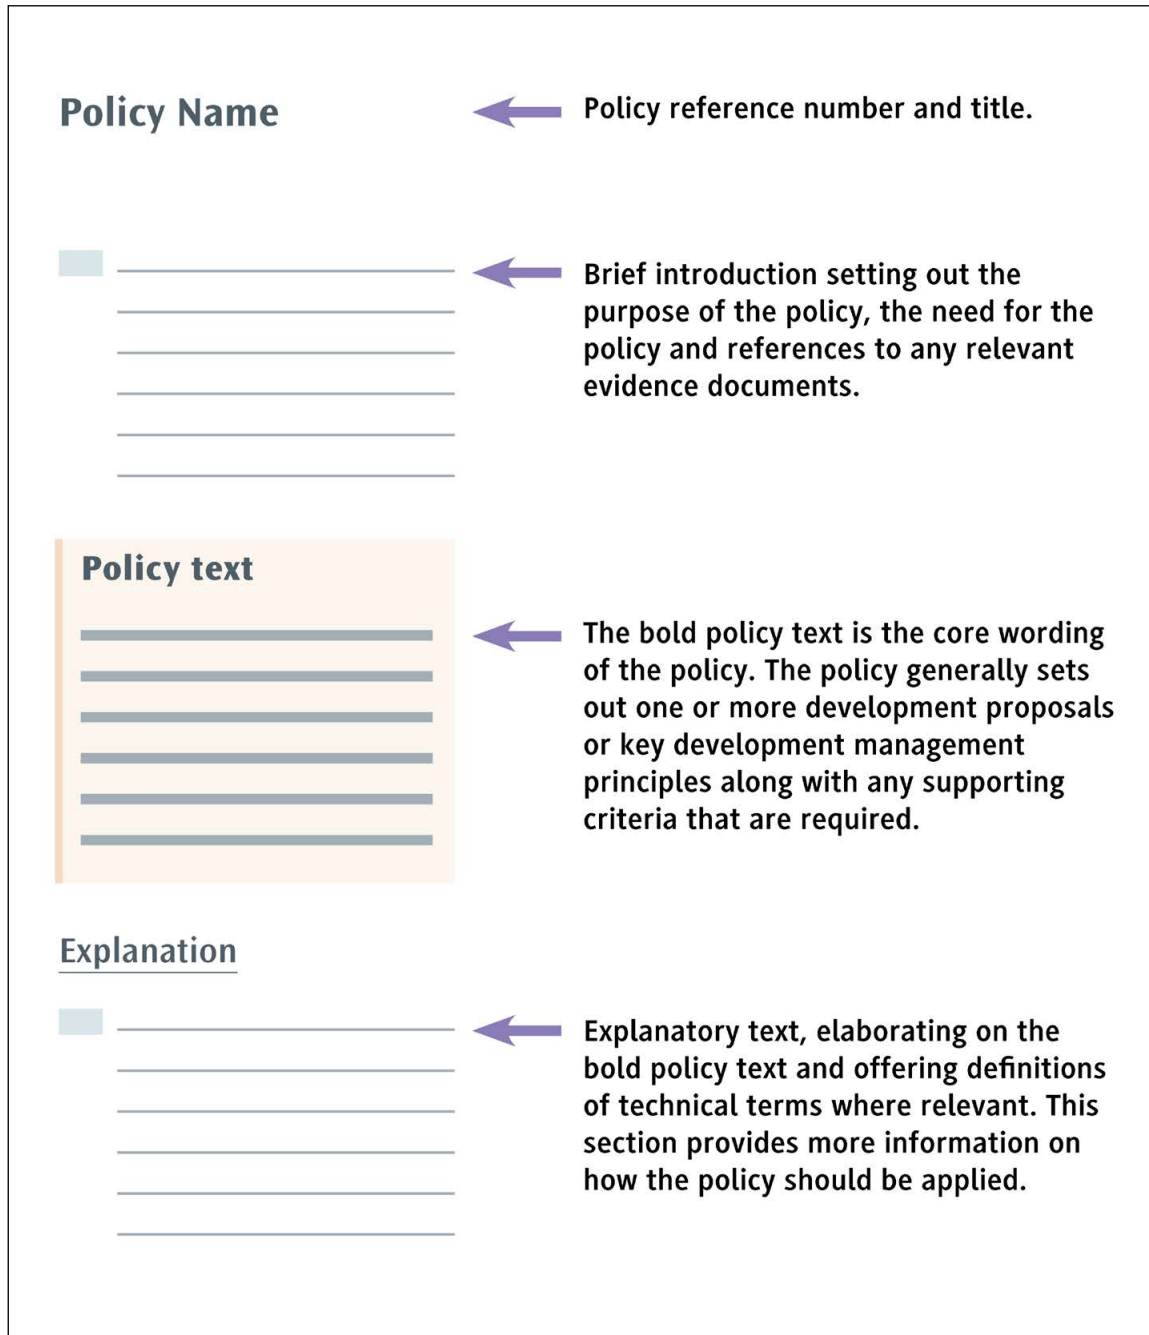 Policy Name
Policy reference number and title.
Brief introduction setting out the
purpose of the policy, the need for the
policy and references to any relevant
evidence documents.
Policy text
The bold policy text is the core wording
of the policy. The policy generally sets
out one or more development proposals
or key development management
principles along with any supporting
criteria that are required.
Explanation
Explanatory text, elaborating on the
bold policy text and offering definitions
of technical terms where relevant. This
section provides more information on
how the policy should be applied.